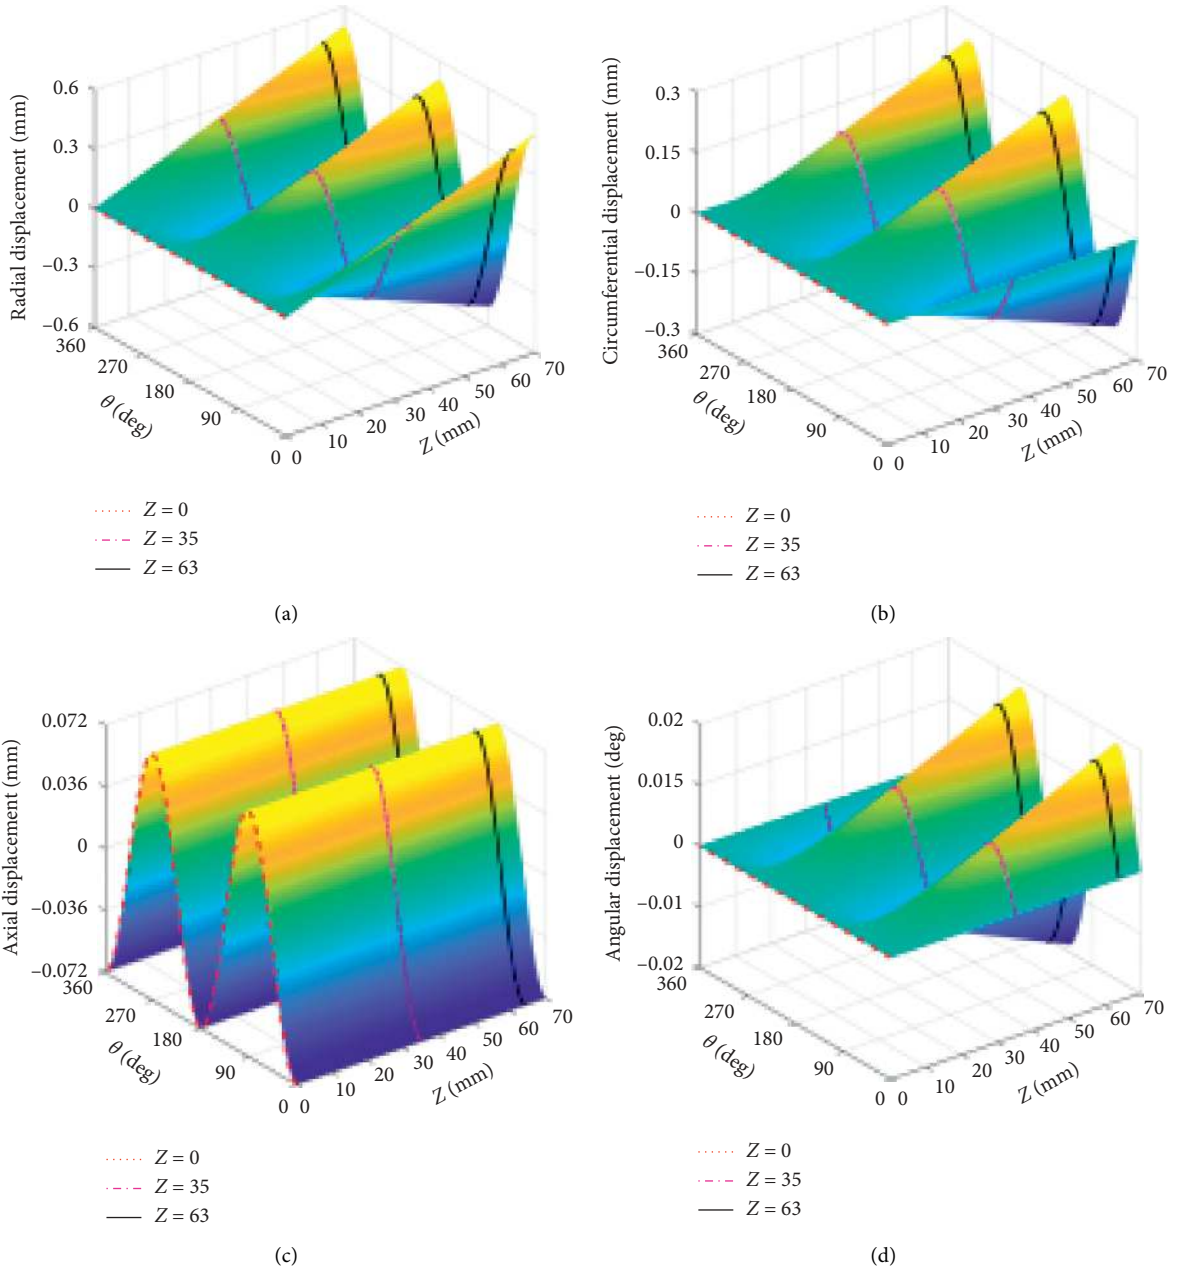 Radial displacement (mm)
0.6
0.3
0
−0.3
−0.6
360
270
180
90
0
θ (deg)
0
10
20
30
40
50
60
70
Z (mm)
Z = 0
Z = 35
Z = 63
(a)
Circumferential displacement (mm)
0.3
0.15
0
−0.15
−0.3
360
270
180
90
0
θ (deg)
0
10
20
30
40
50
60
70
Z (mm)
Z = 0
Z = 35
Z = 63
(b)
Axial displacement (mm)
0.072
0.036
0
−0.036
−0.072
360
270
180
90
0
θ (deg)
0
10
20
30
40
50
60
70
Z (mm)
Z = 0
Z = 35
Z = 63
(c)
Angular displacement (deg)
0.02
0.015
0
−0.01
−0.02
360
270
180
90
0
θ (deg)
0
10
20
30
40
50
60
70
Z (mm)
Z = 0
Z = 35
Z = 63
(d)